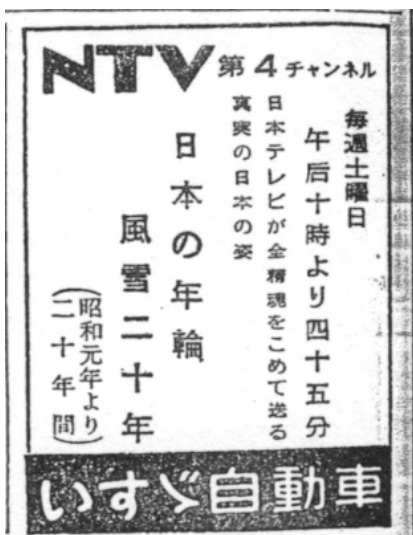 NTV 第4チャンネル
毎週土曜日
午后十時より四十五分
日本テレビが全精魂をこめて送る
真実の日本の姿
日本の年輪
風雪二十年
(昭和元年より
二十年間)
いすゞ自動車